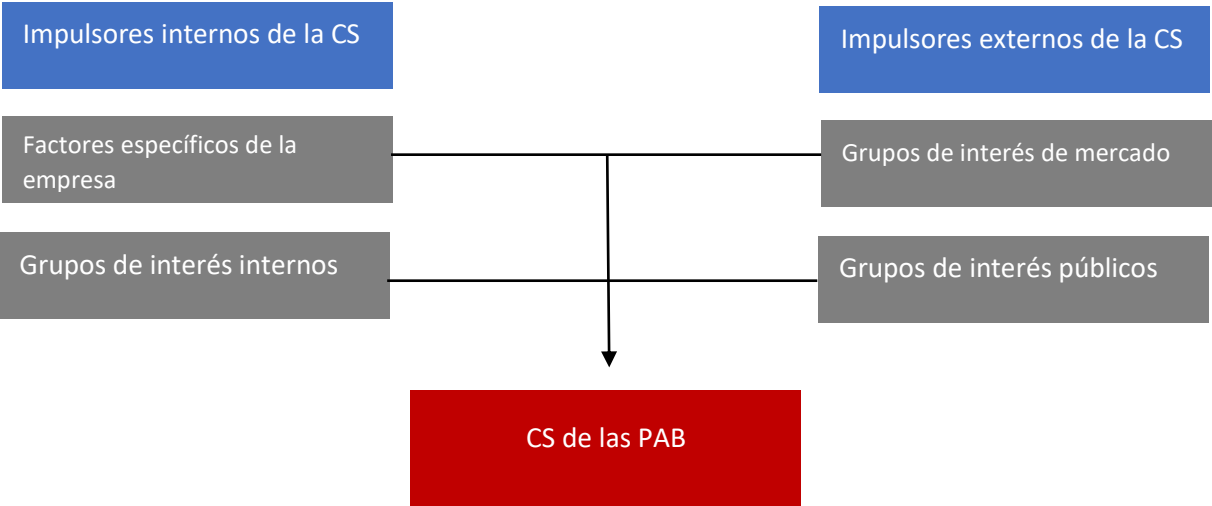 Impulsores internos de la CS
Impulsores externos de la CS
Factores específicos de la
empresa
Grupos de interés de mercado
Grupos de interés internos
Grupos de interés públicos
CS de las PAB